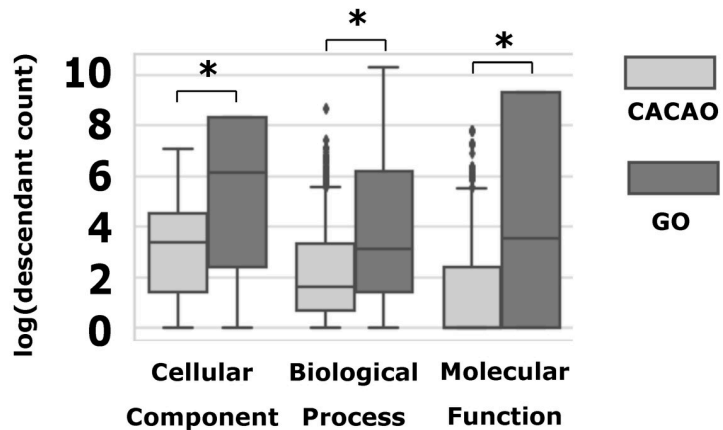 log(descendant count)
10
8
6
4
2
0
*
*
*
Cellular
Component
Biological
Process
Molecular
Function
CACAO
GO